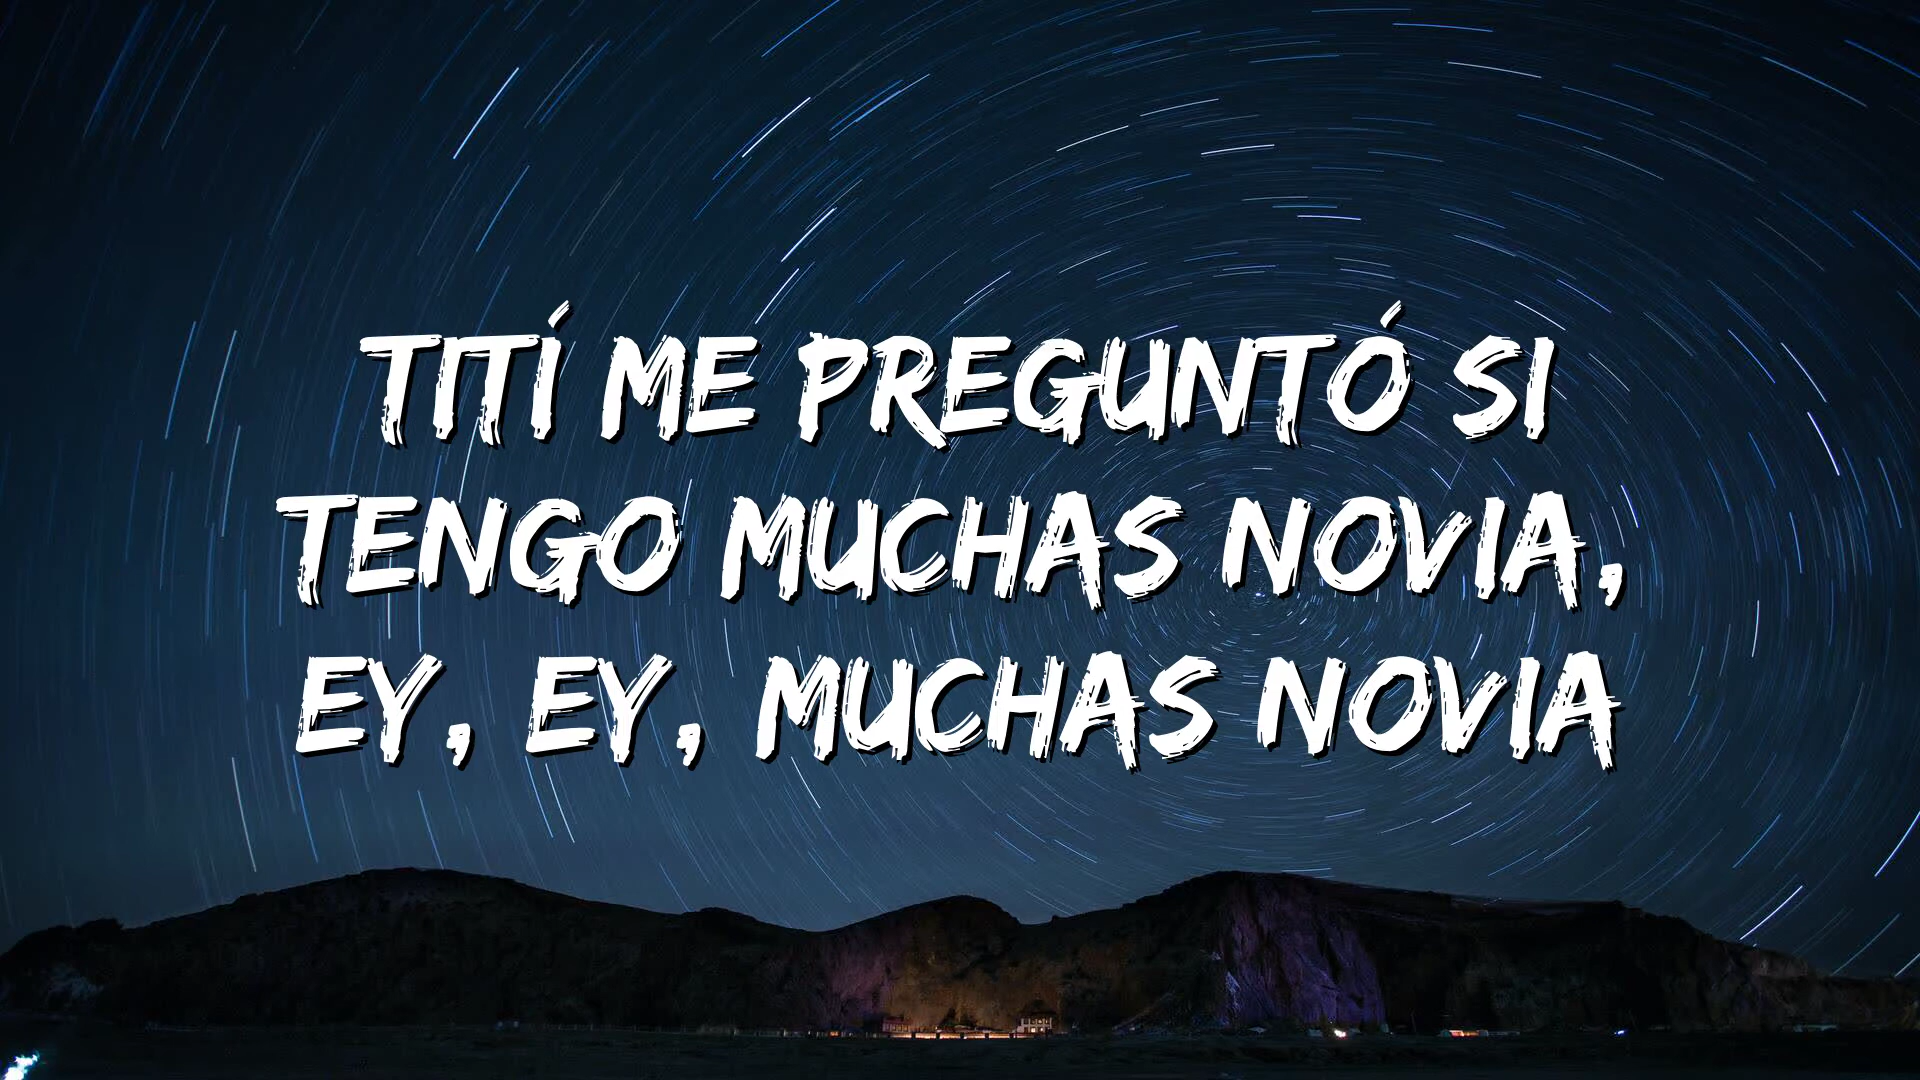 TITÍ ME PREGUNTÓ SI
TENGO MUCHAS NOVIA,
EY, EY, MUCHAS NOVIA